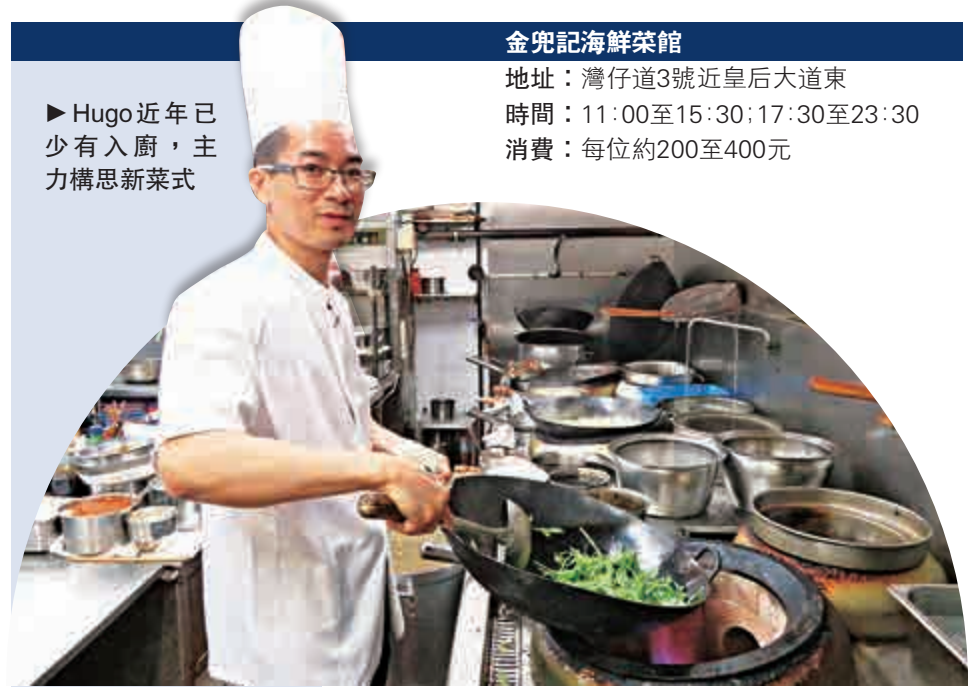 金兜記海鮮菜館
地址：灣仔道3號近皇后大道東
時間：11:00至15:30;17:30至23:30
消費：每位約200至400元
▶Hugo近年已
少有入廚，主
力構思新菜式